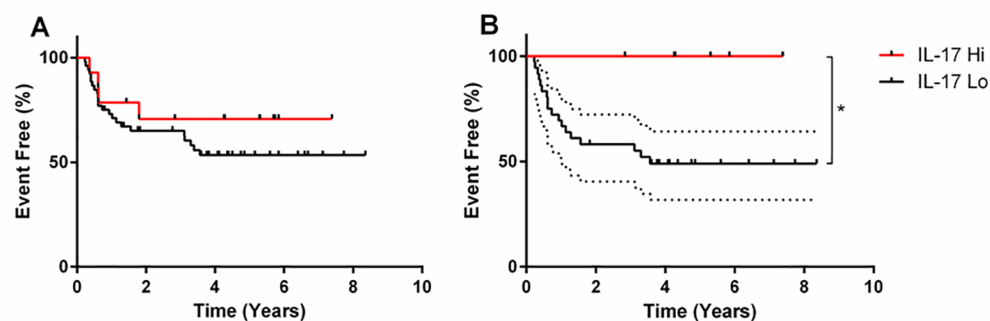 A
Event Free (%)
100
50
0
0 2 4 6 8 10
Time (Years)
B
Event Free (%)
100
50
0
0 2 4 6 8 10
Time (Years)
*
IL-17 Hi
IL-17 Lo